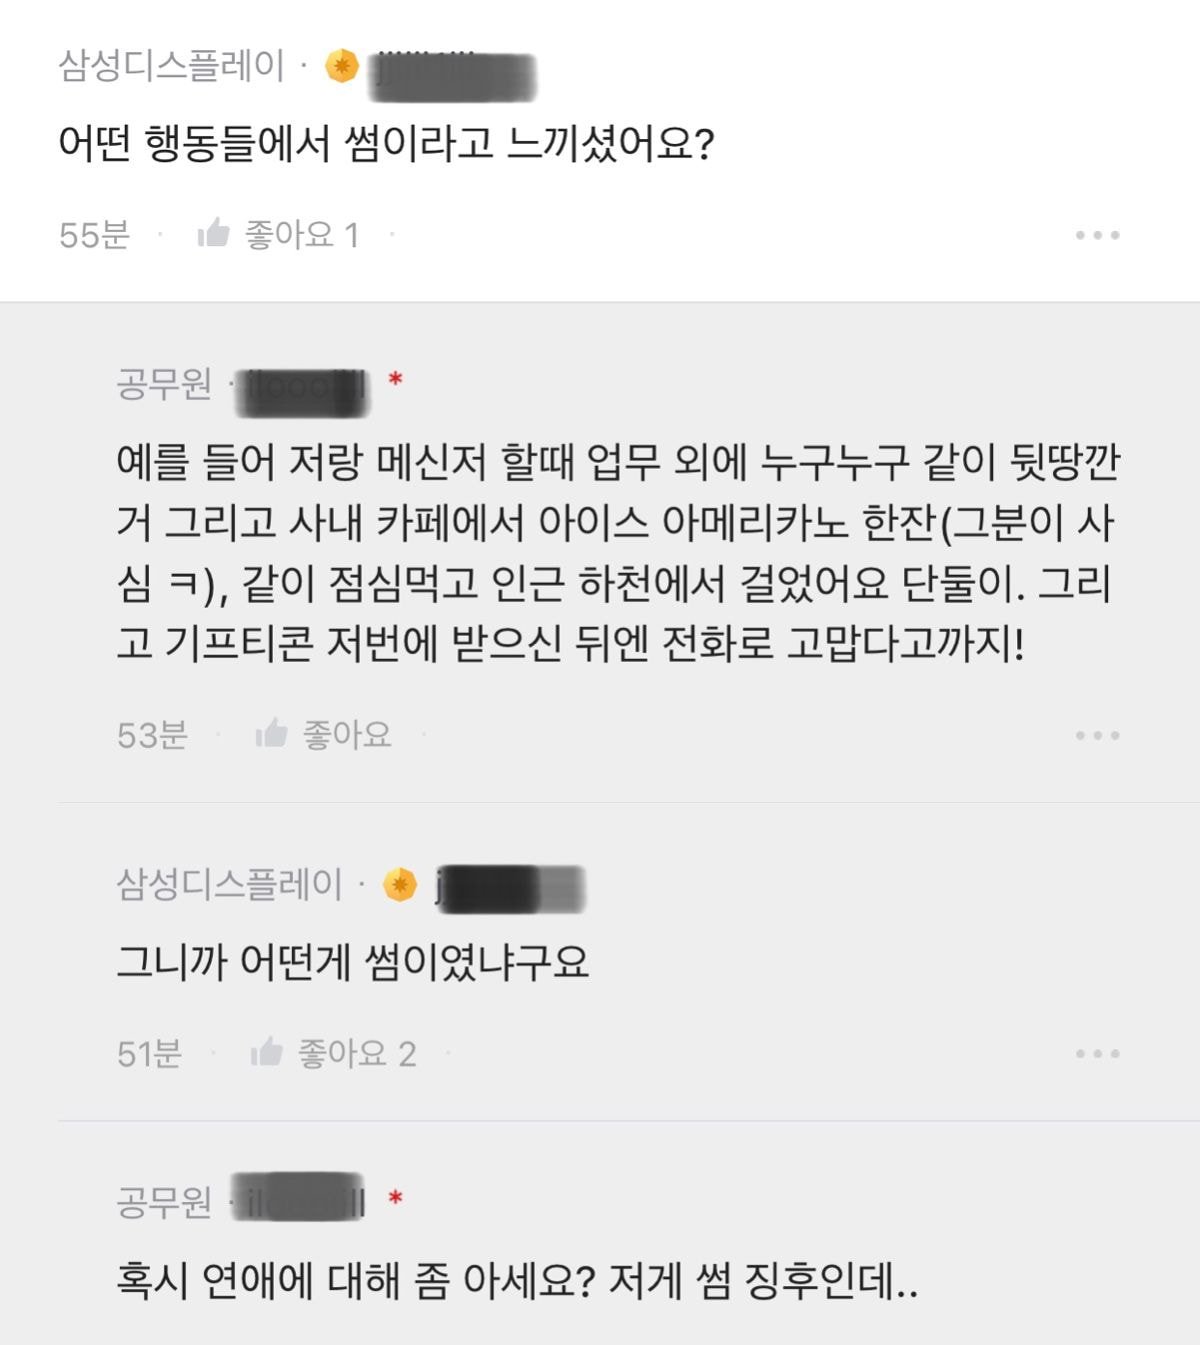 삼성디스플레이 ·
어떤 행동들에서 썸이라고 느끼셨어요?
55분 · 좋아요 1 ·
공무원 · *
예를 들어 저랑 메신저 할때 업무 외에 누구누구 같이 뒷땅깐
거 그리고 사내 카페에서 아이스 아메리카노 한잔(그분이 사
심 ㅋ), 같이 점심먹고 인근 하천에서 걸었어요 단둘이. 그리
고 기프티콘 저번에 받으신 뒤엔 전화로 고맙다고까지!
53분 · 좋아요 ·
삼성디스플레이 ·
그니까 어떤게 썸이였냐구요
51분 · 좋아요 2 ·
공무원 · *
혹시 연애에 대해 좀 아세요? 저게 썸 징후인데..